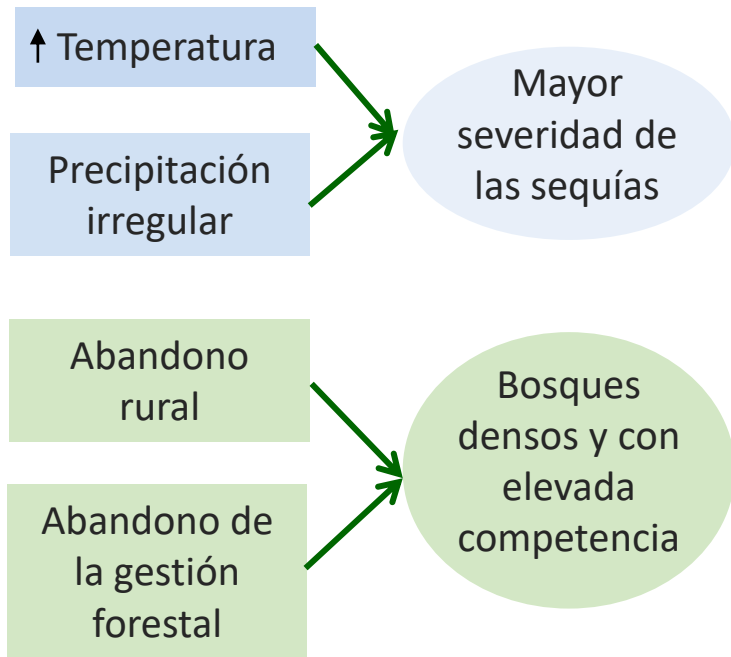 Temperatura
Precipitación
irregular
Mayor
severidad de
las sequías
Abandono
rural
Abandono de
la gestión
forestal
Bosques
densos y con
elevada
competencia